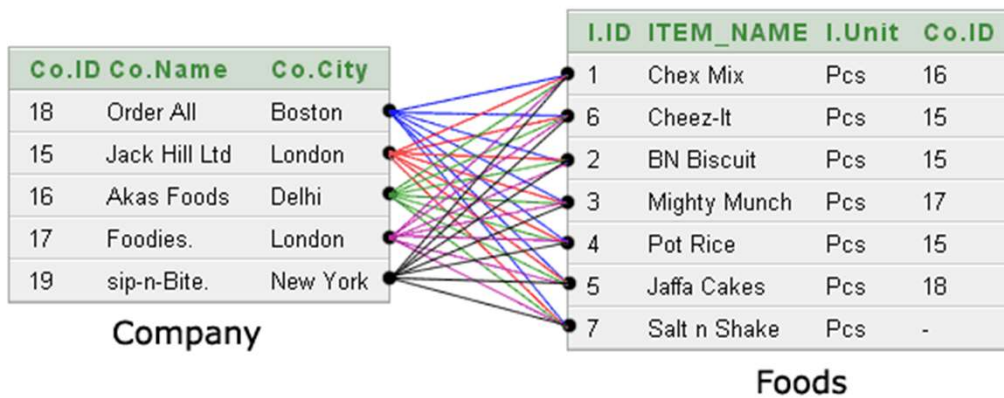 Co.ID Co.Name Co.City
18 Order All Boston
15 Jack Hill Ltd London
16 Akas Foods Delhi
17 Foodies. London
19 sip-n-Bite. New York
Company
I.ID ITEM_NAME I.Unit Co.ID
1 Chex Mix Pcs 16
6 Cheez-It Pcs 15
2 BN Biscuit Pcs 15
3 Mighty Munch Pcs 17
4 Pot Rice Pcs 15
5 Jaffa Cakes Pcs 18
7 Salt n Shake Pcs -
Foods